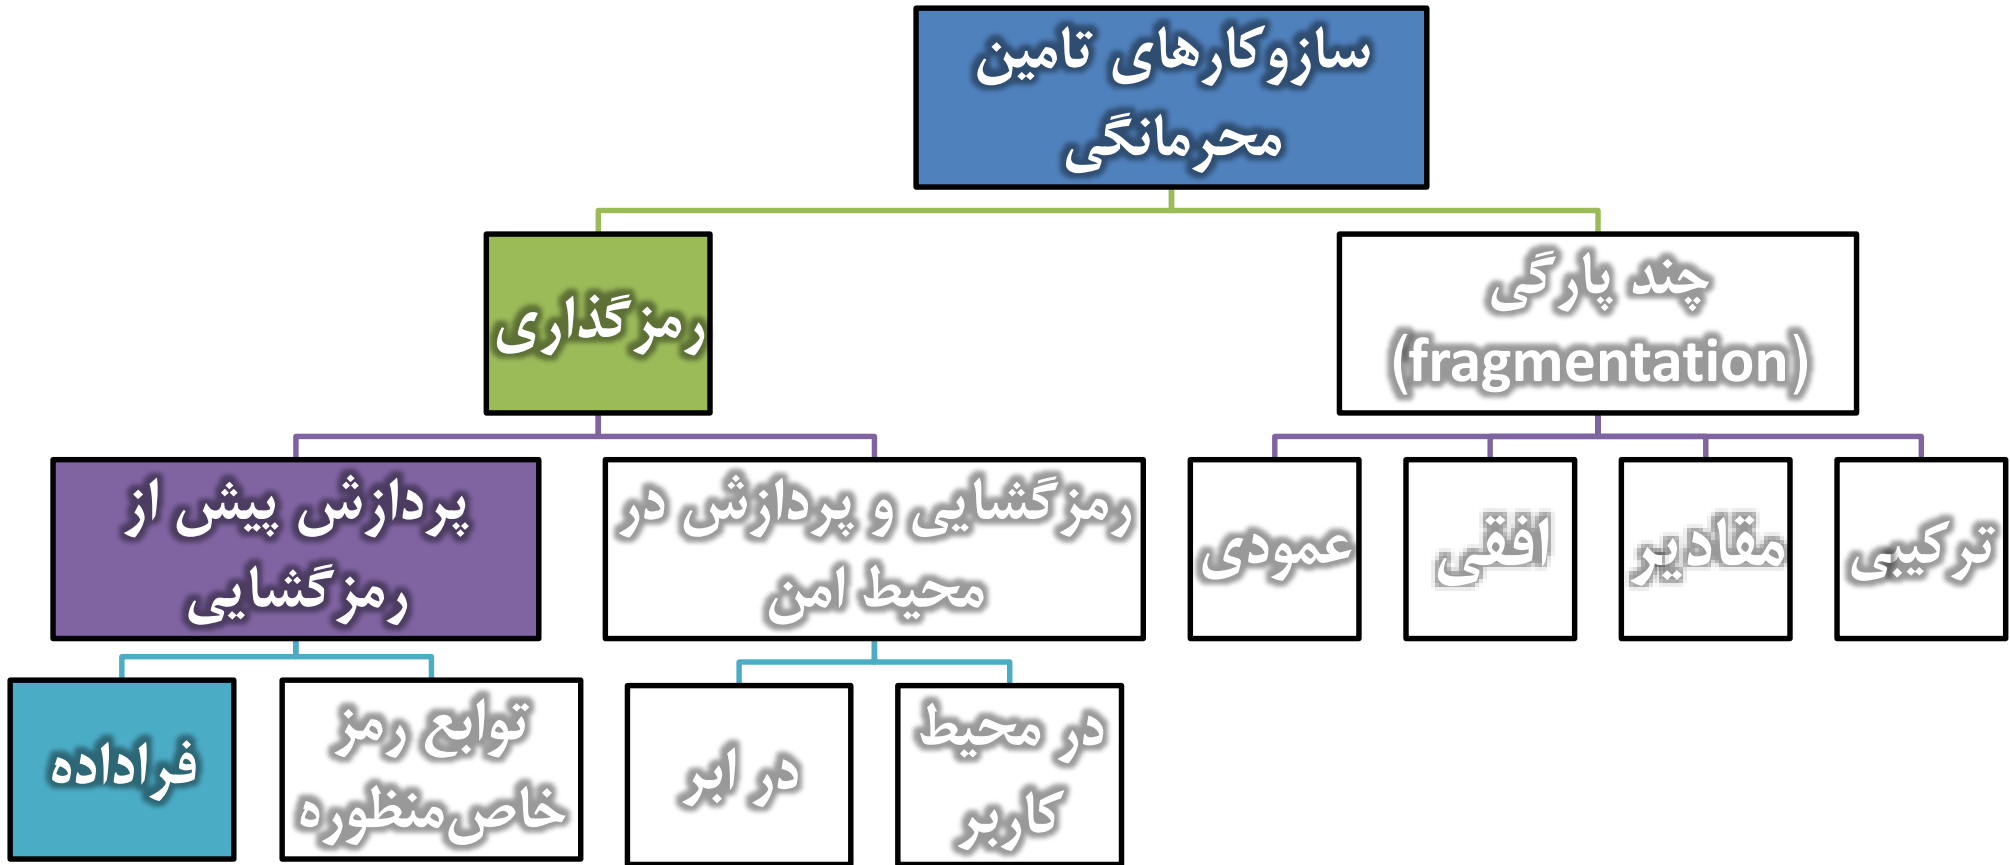 سازوکارهای تامین
محرمانگی
چند پارگی
(fragmentation)
رمزگذاری
ترکیبی
مقادیر
افقی
عمودی
رمزگشایی و پردازش در
محیط امن
پردازش پیش از
رمزگشایی
در محیط
کاربر
در ابر
توابع رمز
خاص‌منظوره
فراداده